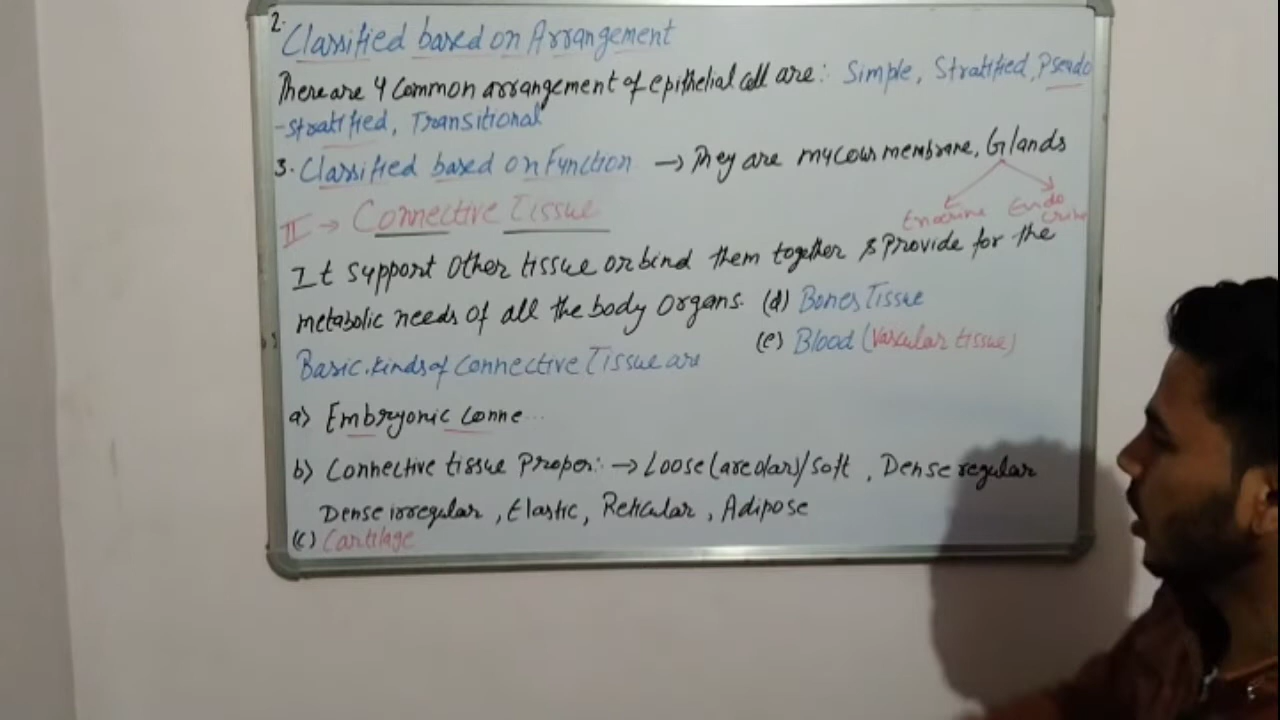 2. Classified based on Arrangement
There are 4 Common arrangement of epithelial cell are: Simple, Stratified, Pseudo
-stratified, Transitional
3. Classified based on Function → They are mucous membrane, Glands
Endo
crine
II → Connective Tissue
It support other tissue or bind them together & Provide for the
metabolic needs of all the body organs. (d) Bones Tissue
(e) Blood (Vascular tissue)
Basic kinds of Connective Tissue are
a) Embryonic Conne...
b) Connective tissue Proper: → Loose (areolar)/soft, Dense regular
Dense irregular, Elastic, Reticular, Adipose
(c) Cartilage